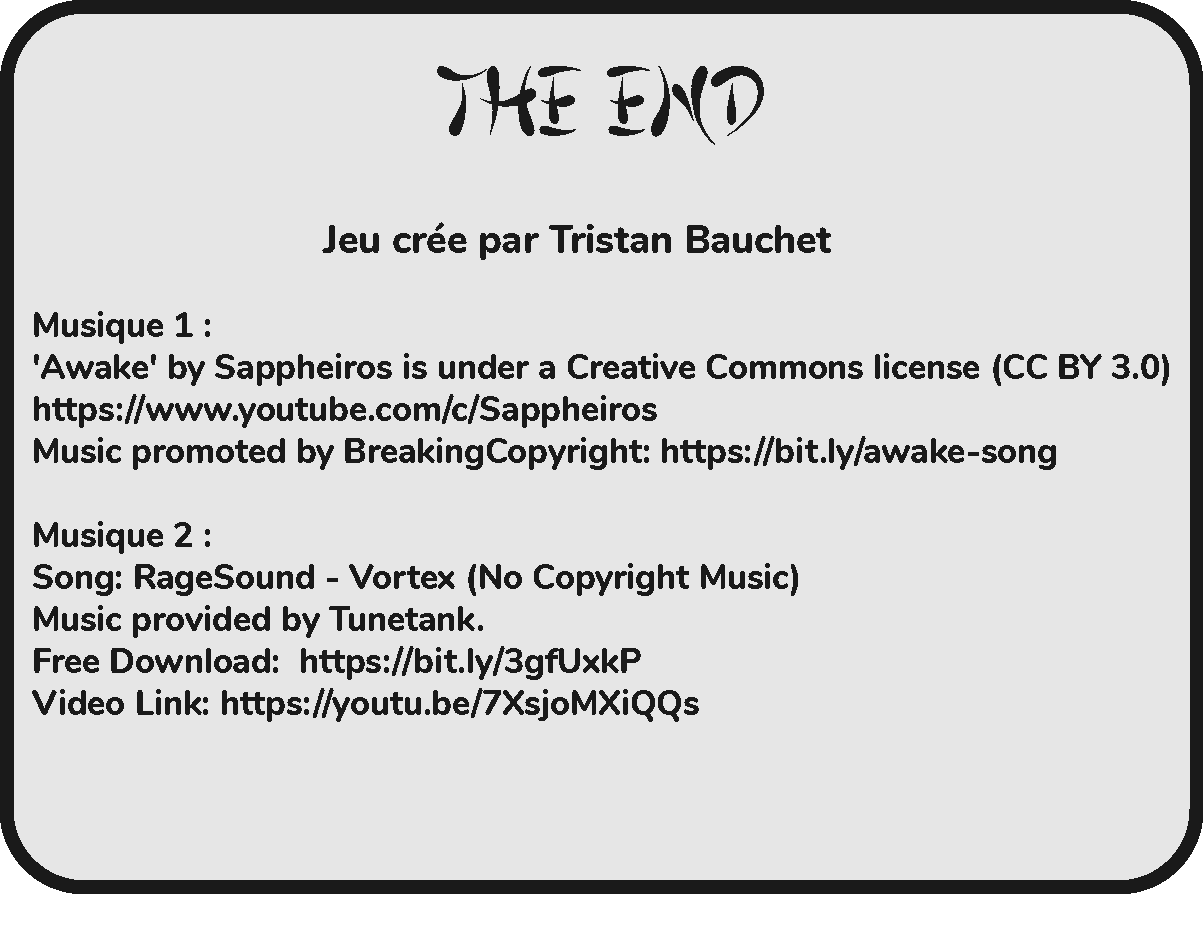 THE END
Jeu crée par Tristan Bauchet
Musique 1 :
'Awake' by Sappheiros is under a Creative Commons license (CC BY 3.0)
https://www.youtube.com/c/Sappheiros
Music promoted by BreakingCopyright: https://bit.ly/awake-song
Musique 2 :
Song: RageSound - Vortex (No Copyright Music)
Music provided by Tunetank.
Free Download:  https://bit.ly/3gfUxkP
Video Link: https://youtu.be/7XsjoMXiQQs